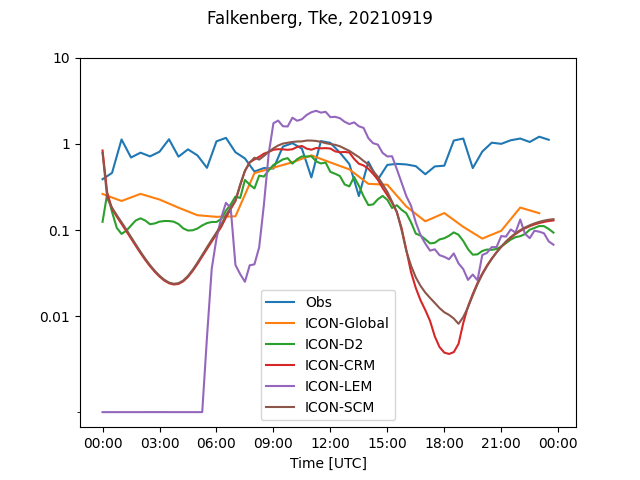 Falkenberg, Tke, 20210919
10
1
0.1
0.01
Obs
ICON-Global
ICON-D2
ICON-CRM
ICON-LEM
ICON-SCM
00:00 03:00 06:00 09:00 12:00 15:00 18:00 21:00 00:00
Time [UTC]